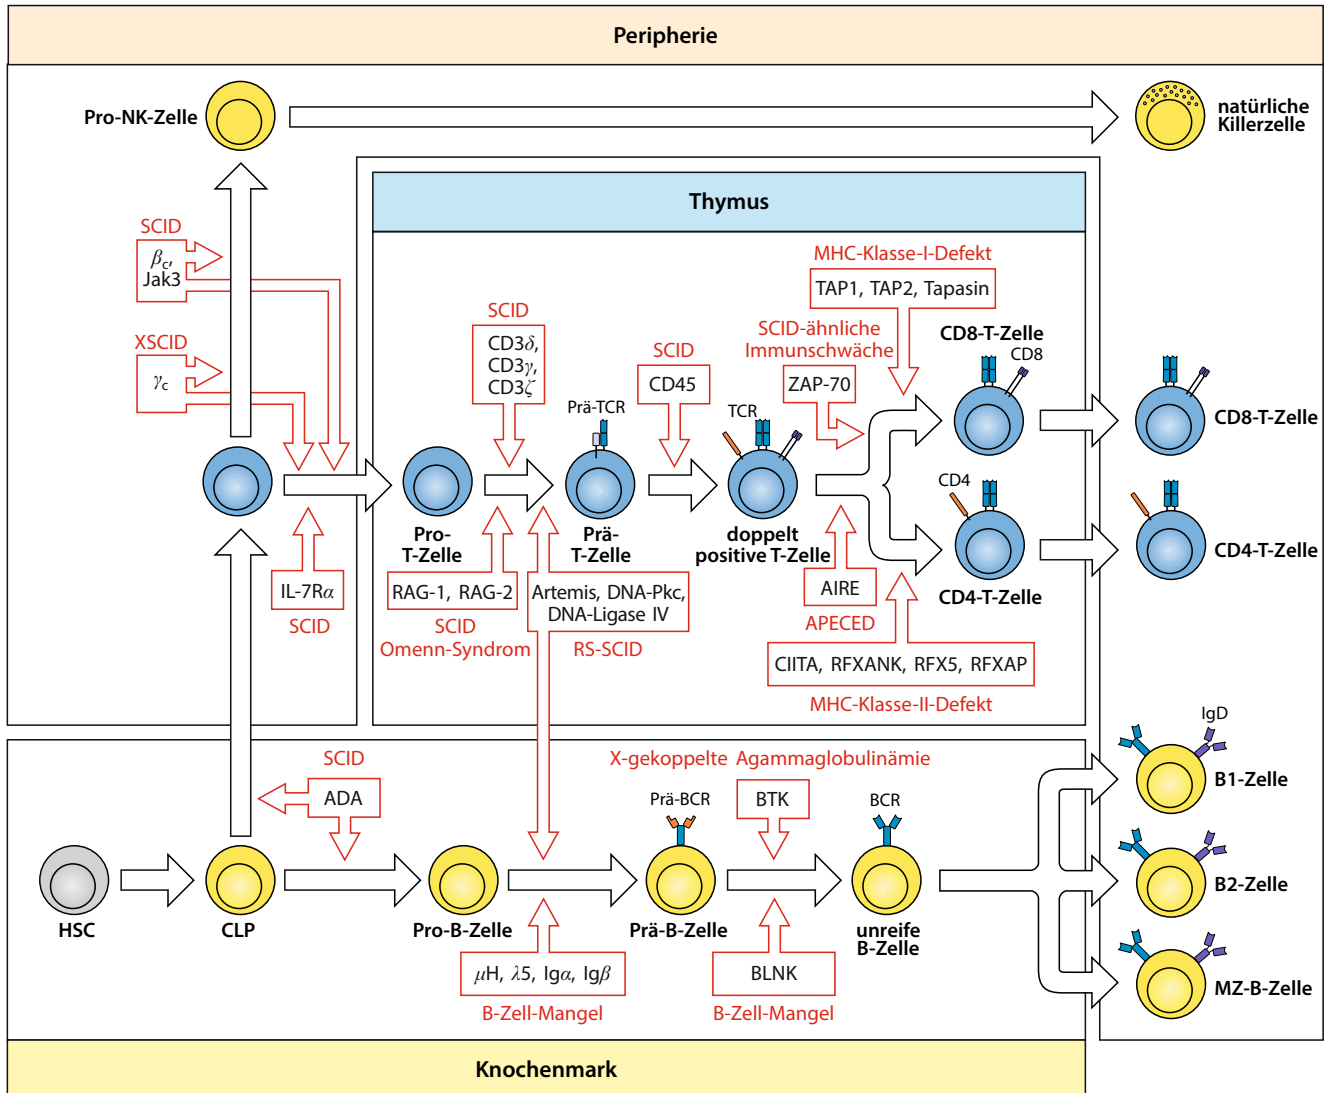 Peripherie
Pro-NK-Zelle
natürliche
Killerzelle
Thymus
SCID
βc,
Jak3
XSCID
γc
MHC-Klasse-I-Defekt
TAP1, TAP2, Tapasin
SCID
CD3δ,
CD3γ,
CD3ζ
SCID
CD45
SCID-ähnliche
Immunschwäche
ZAP-70
CD8-T-Zelle
CD8
Prä-TCR
TCR
CD8-T-Zelle
CD4
Pro-
T-Zelle
Prä-
T-Zelle
doppelt
positive T-Zelle
CD4-T-Zelle
CD4-T-Zelle
IL-7Rα
SCID
RAG-1, RAG-2
SCID
Omenn-Syndrom
Artemis, DNA-Pkc,
DNA-Ligase IV
RS-SCID
AIRE
APECED
CIITA, RFXANK, RFX5, RFXAP
MHC-Klasse-II-Defekt
IgD
B1-Zelle
SCID
ADA
X-gekoppelte Agammaglobulinämie
Prä-BCR
BTK
BCR
B2-Zelle
HSC
CLP
Pro-B-Zelle
Prä-B-Zelle
unreife
B-Zelle
μH, λ5, Igα, Igβ
B-Zell-Mangel
BLNK
B-Zell-Mangel
MZ-B-Zelle
Knochenmark